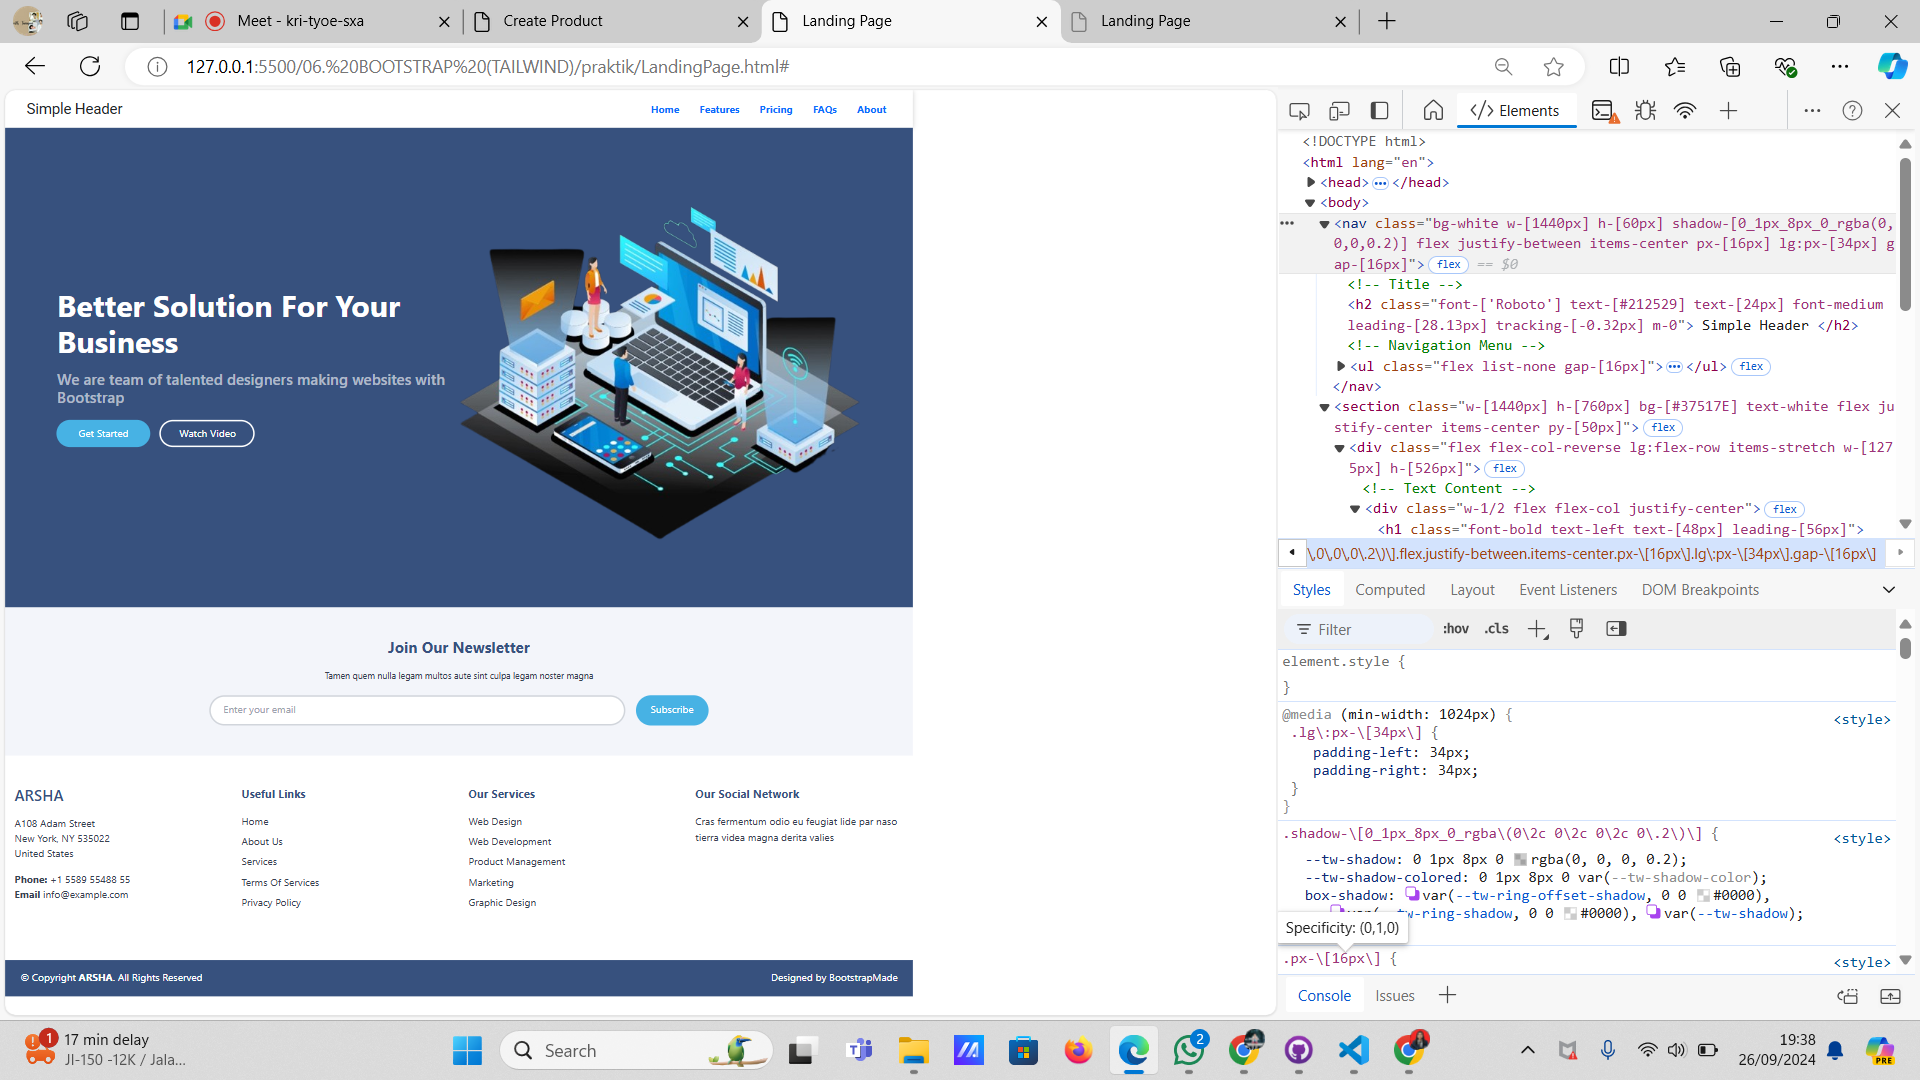 Meet - kri-tyoe-sxa
Create Product
Landing Page
Landing Page
127.0.0.1:5500/06.%20BOOTSTRAP%20(TAILWIND)/praktik/LandingPage.html#
Simple Header
Home Features Pricing FAQs About
Better Solution For Your
Business
We are team of talented designers making websites with
Bootstrap
Get Started Watch Video
Join Our Newsletter
Tamen quem nulla legam multos aute sint culpa legam noster magna
Enter your email
Subscribe
ARSHA
A108 Adam Street
New York, NY 535022
United States
Phone: +1 5589 55488 55
Email info@example.com
Useful Links
Home
About Us
Services
Terms Of Services
Privacy Policy
Our Services
Web Design
Web Development
Product Management
Marketing
Graphic Design
Our Social Network
Cras fermentum odio eu feugiat lide par naso
tierra videa magna derita valies
© Copyright ARSHA. All Rights Reserved
Designed by BootstrapMade
Elements
<!DOCTYPE html>
<html lang="en">
<head> ••• </head>
<body>
••• <nav class="bg-white w-[1440px] h-[60px] shadow-[0_1px_8px_0_rgba(0,
0,0,0.2)] flex justify-between items-center px-[16px] lg:px-[34px] g
ap-[16px]"> flex == $0
<!-- Title -->
<h2 class="font-['Roboto'] text-[#212529] text-[24px] font-medium
leading-[28.13px] tracking-[-0.32px] m-0"> Simple Header </h2>
<!-- Navigation Menu -->
<ul class="flex list-none gap-[16px]"> ••• </ul> flex
</nav>
<section class="w-[1440px] h-[760px] bg-[#37517E] text-white flex ju
stify-center items-center py-[50px]"> flex
<div class="flex flex-col-reverse lg:flex-row items-stretch w-[127
5px] h-[526px]"> flex
<!-- Text Content -->
<div class="w-1/2 flex flex-col justify-center"> flex
<h1 class="font-bold text-left text-[48px] leading-[56px]">
\,0\,0\,0\.2\)\].flex.justify-between.items-center.px-\[16px\].lg\:px-\[34px\].gap-\[16px\]
Styles Computed Layout Event Listeners DOM Breakpoints
Filter :hov .cls
element.style {
}
@media (min-width: 1024px) {
<style>
.lg\:px-\[34px\] {
padding-left: 34px;
padding-right: 34px;
}
}
.shadow-\[0_1px_8px_0_rgba\(0\2c 0\2c 0\2c 0\.2\)\] {
<style>
--tw-shadow: 0 1px 8px 0 rgba(0, 0, 0, 0.2);
--tw-shadow-colored: 0 1px 8px 0 var(--tw-shadow-color);
box-shadow: var(--tw-ring-offset-shadow, 0 0 #0000),
tw-ring-shadow, 0 0 #0000), var(--tw-shadow);
Specificity: (0,1,0)
.px-\[16px\] {
<style>
Console Issues
1
17 min delay
Jl-150 -12K / Jala...
Search
2
PRE
19:38
26/09/2024